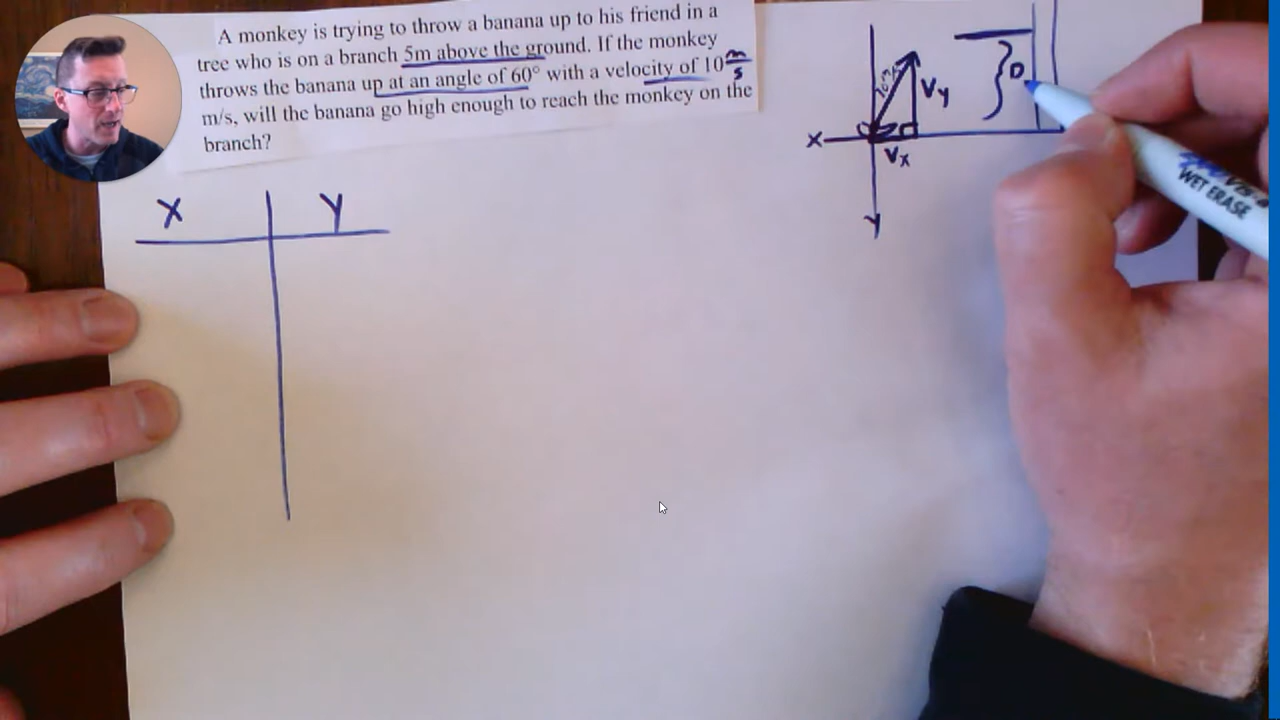 A monkey is trying to throw a banana up to his friend in a
tree who is on a branch 5m above the ground. If the monkey
throws the banana up at an angle of 60° with a velocity of 10 m/s
m/s, will the banana go high enough to reach the monkey on the
branch?
X Y
Vy
D
X
Vx
Y
WET ERASE